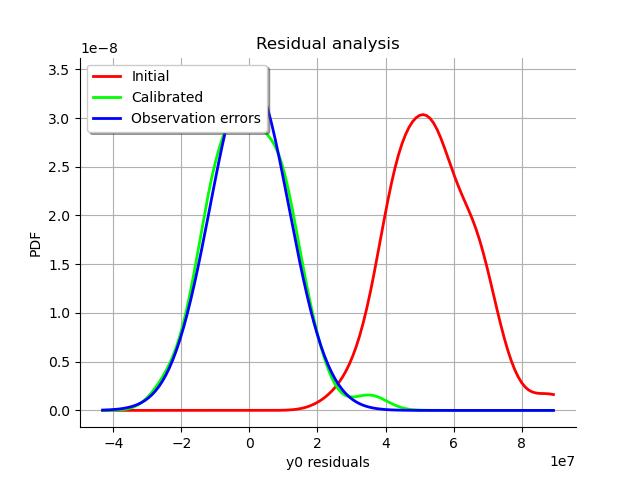 Residual analysis
1e−8
3.5
3.0
2.5
2.0
1.5
1.0
0.5
0.0
PDF
Initial
Calibrated
Observation errors
−4 −2 0 2 4 6 8
y0 residuals
1e7